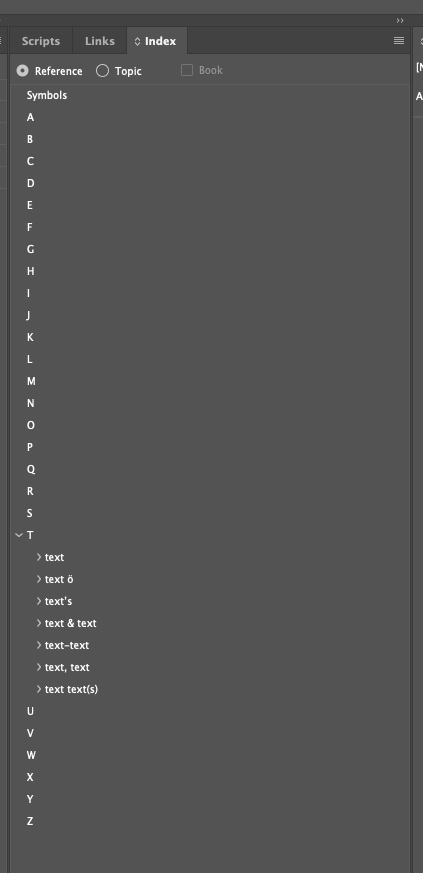 Scripts Links Index
Reference Topic Book
Symbols
A
B
C
D
E
F
G
H
I
J
K
L
M
N
O
P
Q
R
S
T
text
text ö
text's
text & text
text-text
text, text
text text(s)
U
V
W
X
Y
Z